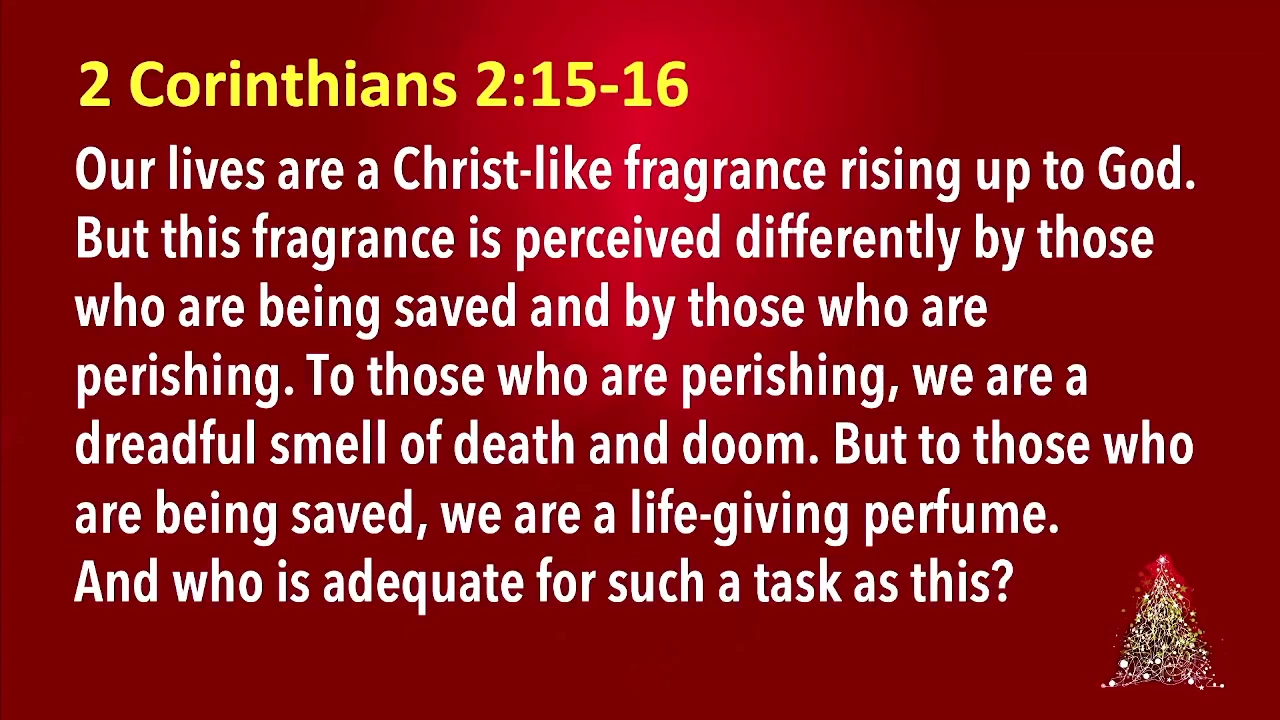 2 Corinthians 2:15-16
Our lives are a Christ-like fragrance rising up to God.
But this fragrance is perceived differently by those
who are being saved and by those who are
perishing. To those who are perishing, we are a
dreadful smell of death and doom. But to those who
are being saved, we are a life-giving perfume.
And who is adequate for such a task as this?